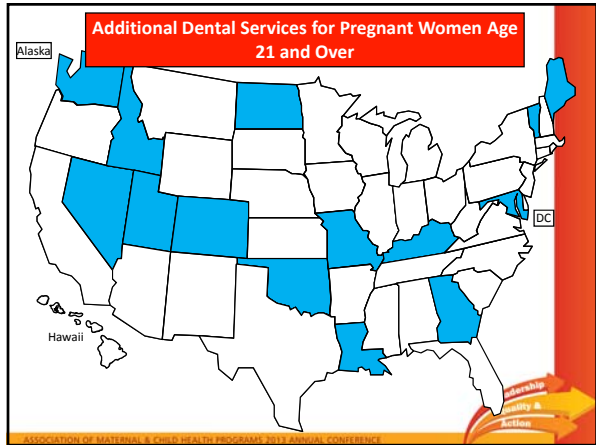 Additional Dental Services for Pregnant Women Age
21 and Over
Alaska
DC
Hawaii
Leadership
Quality &
Action
ASSOCIATION OF MATERNAL & CHILD HEALTH PROGRAMS 2013 ANNUAL CONFERENCE